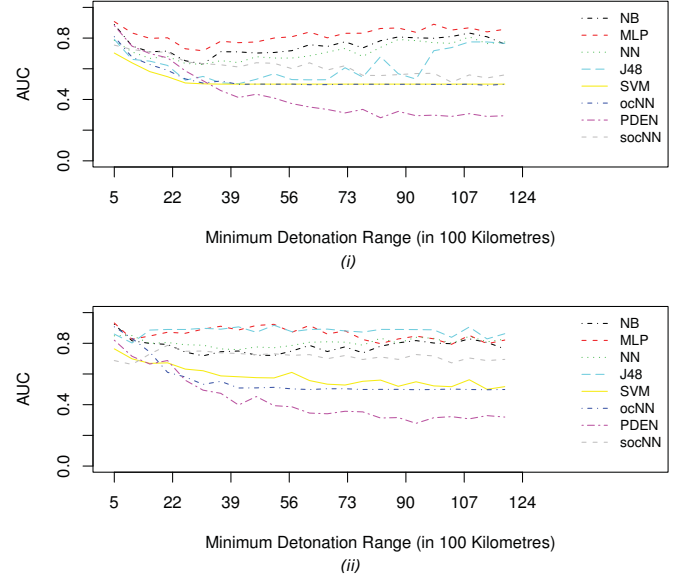 AUC
0.0 0.4 0.8
NB
MLP
NN
J48
SVM
ocNN
PDEN
socNN
5 22 39 56 73 90 107 124
Minimum Detonation Range (in 100 Kilometres)
(i)
AUC
0.0 0.4 0.8
NB
MLP
NN
J48
SVM
ocNN
PDEN
socNN
5 22 39 56 73 90 107 124
Minimum Detonation Range (in 100 Kilometres)
(ii)